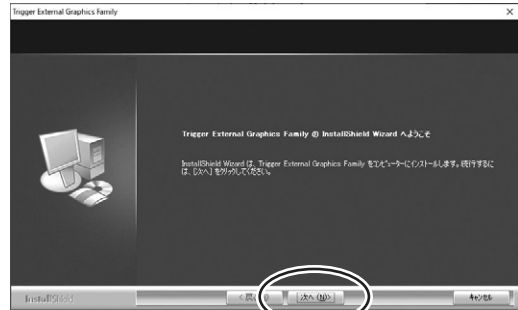 Trigger External Graphics Family
Trigger External Graphics Family の InstallShield Wizard へようこそ
InstallShield Wizard は、Trigger External Graphics Family をコンピューターにインストールします。続行するに
は、[次へ] をクリックしてください。
InstallShield
< 戻る
次へ (N)>
キャンセル